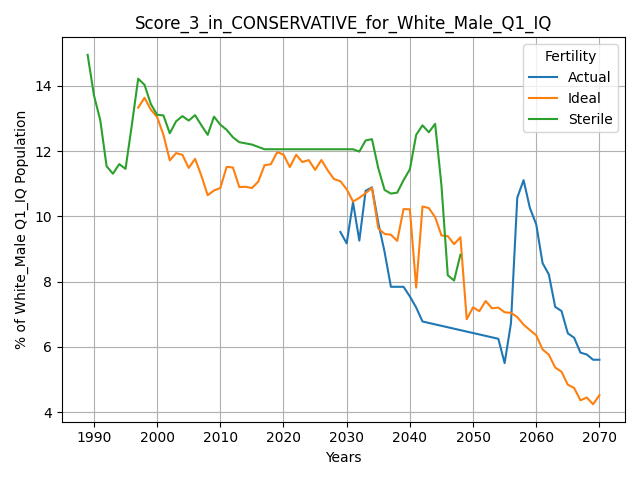 Score_3_in_CONSERVATIVE_for_White_Male_Q1_IQ
Fertility
Actual
Ideal
Sterile
% of White_Male Q1_IQ Population
14
12
10
8
6
4
1990 2000 2010 2020 2030 2040 2050 2060 2070
Years